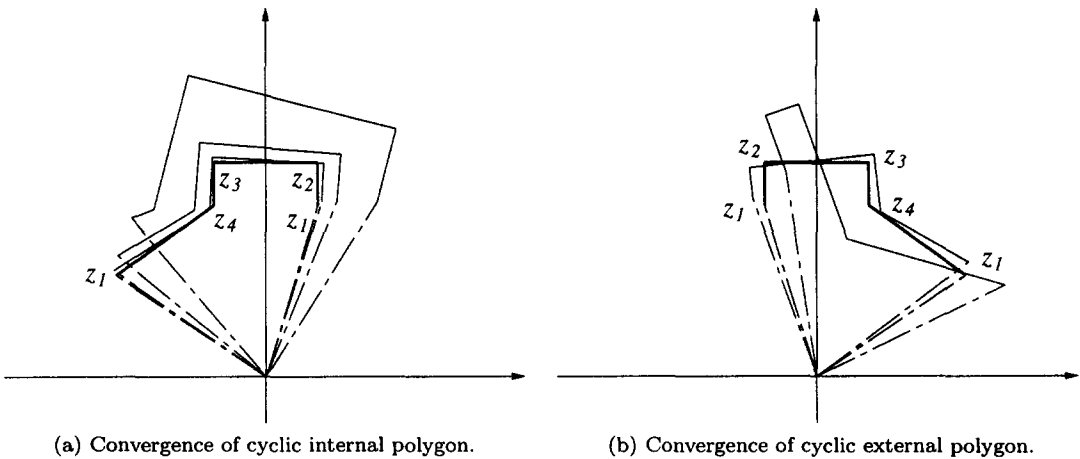 z2
z3
z3
z2
z1
z4
z1
z4
z1
z1
(a) Convergence of cyclic internal polygon.
(b) Convergence of cyclic external polygon.